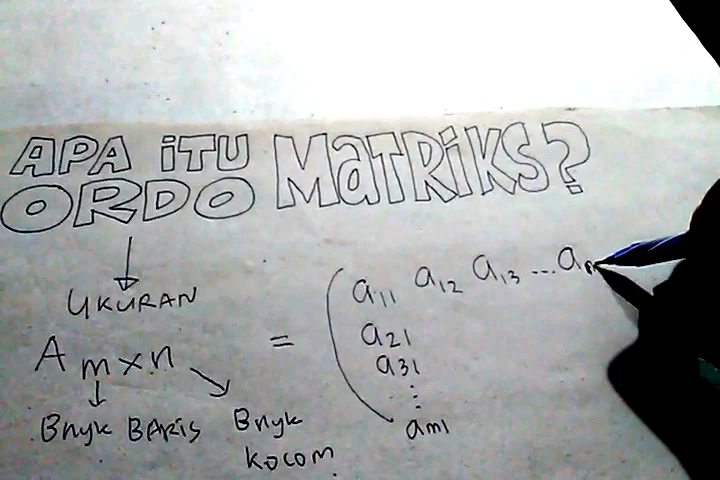 APA iTU
ORDO MaTRiKS?
UKURAN
A m x n = ( a11 a12 a13 ... a
a21
a31
⋮
am1
Bnyk BARIS
Bnyk
KOLOM